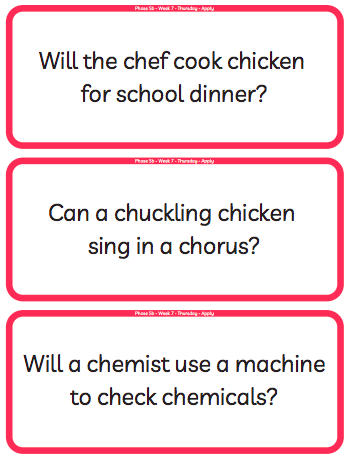 Phase 5b - Week 7 - Thursday - Apply
Will the chef cook chicken
for school dinner?
Phase 5b - Week 7 - Thursday - Apply
Can a chuckling chicken
sing in a chorus?
Phase 5b - Week 7 - Thursday - Apply
Will a chemist use a machine
to check chemicals?